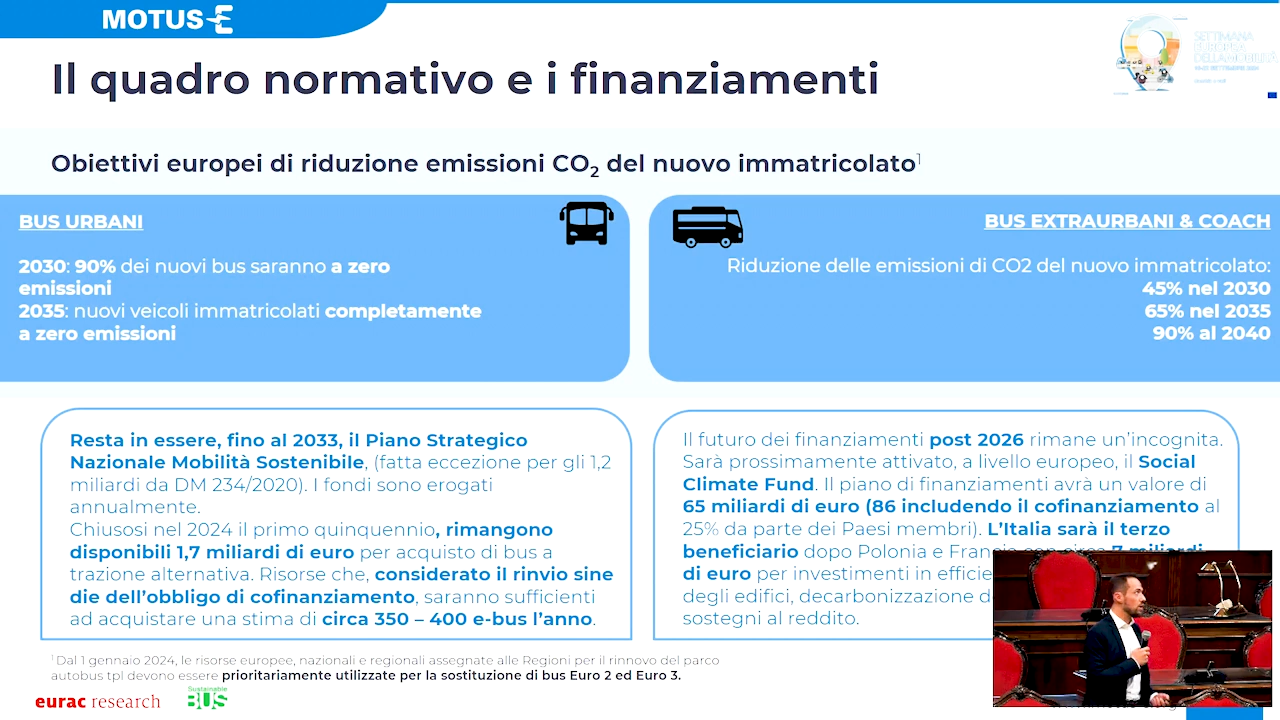 MOTUS
SETTIMANA
EUROPEA
DELLA MOBILITÀ
Il quadro normativo e i finanziamenti
Obiettivi europei di riduzione emissioni CO₂ del nuovo immatricolato¹
BUS URBANI
2030: 90% dei nuovi bus saranno a zero
emissioni
2035: nuovi veicoli immatricolati completamente
a zero emissioni
BUS EXTRAURBANI & COACH
Riduzione delle emissioni di CO2 del nuovo immatricolato:
45% nel 2030
65% nel 2035
90% al 2040
Resta in essere, fino al 2033, il Piano Strategico
Nazionale Mobilità Sostenibile, (fatta eccezione per gli 1,2
miliardi da DM 234/2020). I fondi sono erogati
annualmente.
Chiusosi nel 2024 il primo quinquennio, rimangono
disponibili 1,7 miliardi di euro per acquisto di bus a
trazione alternativa. Risorse che, considerato il rinvio sine
die dell’obbligo di cofinanziamento, saranno sufficienti
ad acquistare una stima di circa 350 – 400 e-bus l’anno.
Il futuro dei finanziamenti post 2026 rimane un’incognita.
Sarà prossimamente attivato, a livello europeo, il Social
Climate Fund. Il piano di finanziamenti avrà un valore di
65 miliardi di euro (86 includendo il cofinanziamento al
25% da parte dei Paesi membri). L’Italia sarà il terzo
beneficiario dopo Polonia e Francia con circa 7 miliardi
di euro per investimenti in
degli edifici, decarbonizzazione
sostegni al reddito.
¹ Dal 1 gennaio 2024, le risorse europee, nazionali e regionali assegnate alle Regioni per il rinnovo del parco
autobus tpl devono essere prioritariamente utilizzate per la sostituzione di bus Euro 2 ed Euro 3.
eurac research
Sustainable
BUS